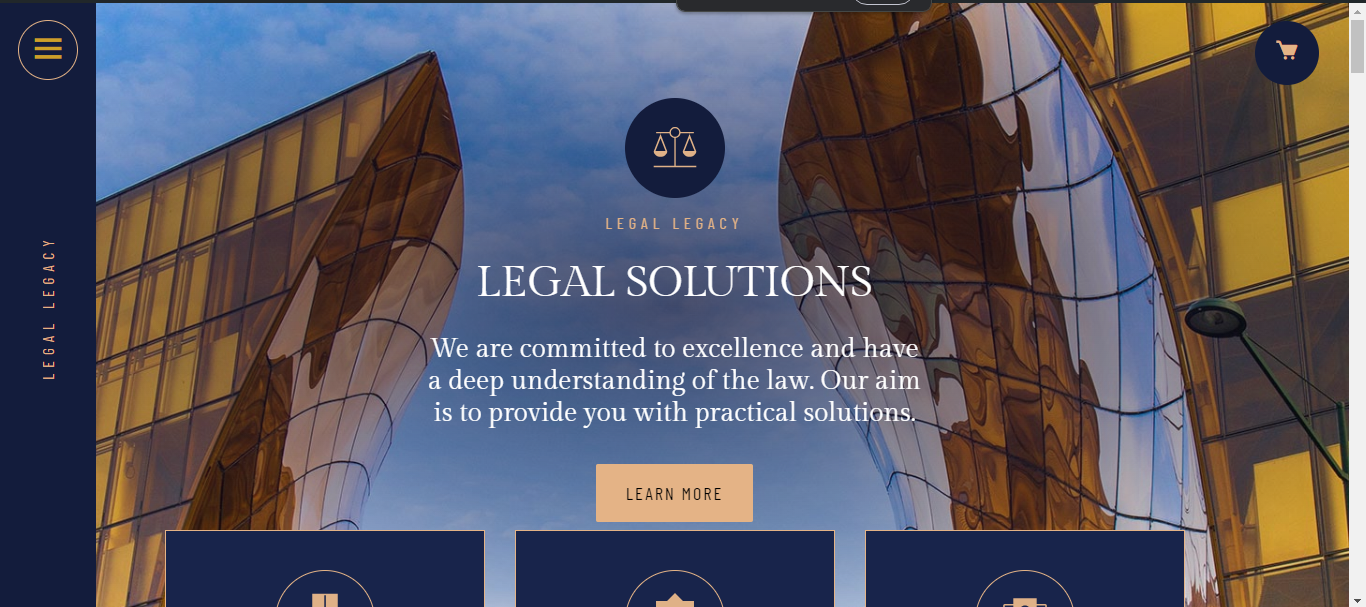 LEGAL LEGACY
LEGAL LEGACY
LEGAL SOLUTIONS
We are committed to excellence and have
a deep understanding of the law. Our aim
is to provide you with practical solutions.
LEARN MORE